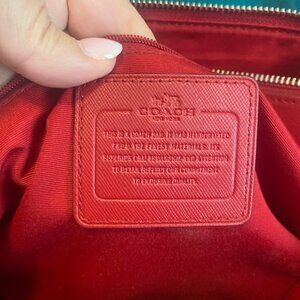 COACH
NEW YORK
THIS IS A COACH BAG. IT WAS HANDCRAFTED
FROM THE FINEST MATERIALS. ITS
SUPERIOR CRAFTSMANSHIP AND ATTENTION
TO DETAIL REFLECT OUR COMMITMENT
TO ENDURING QUALITY.